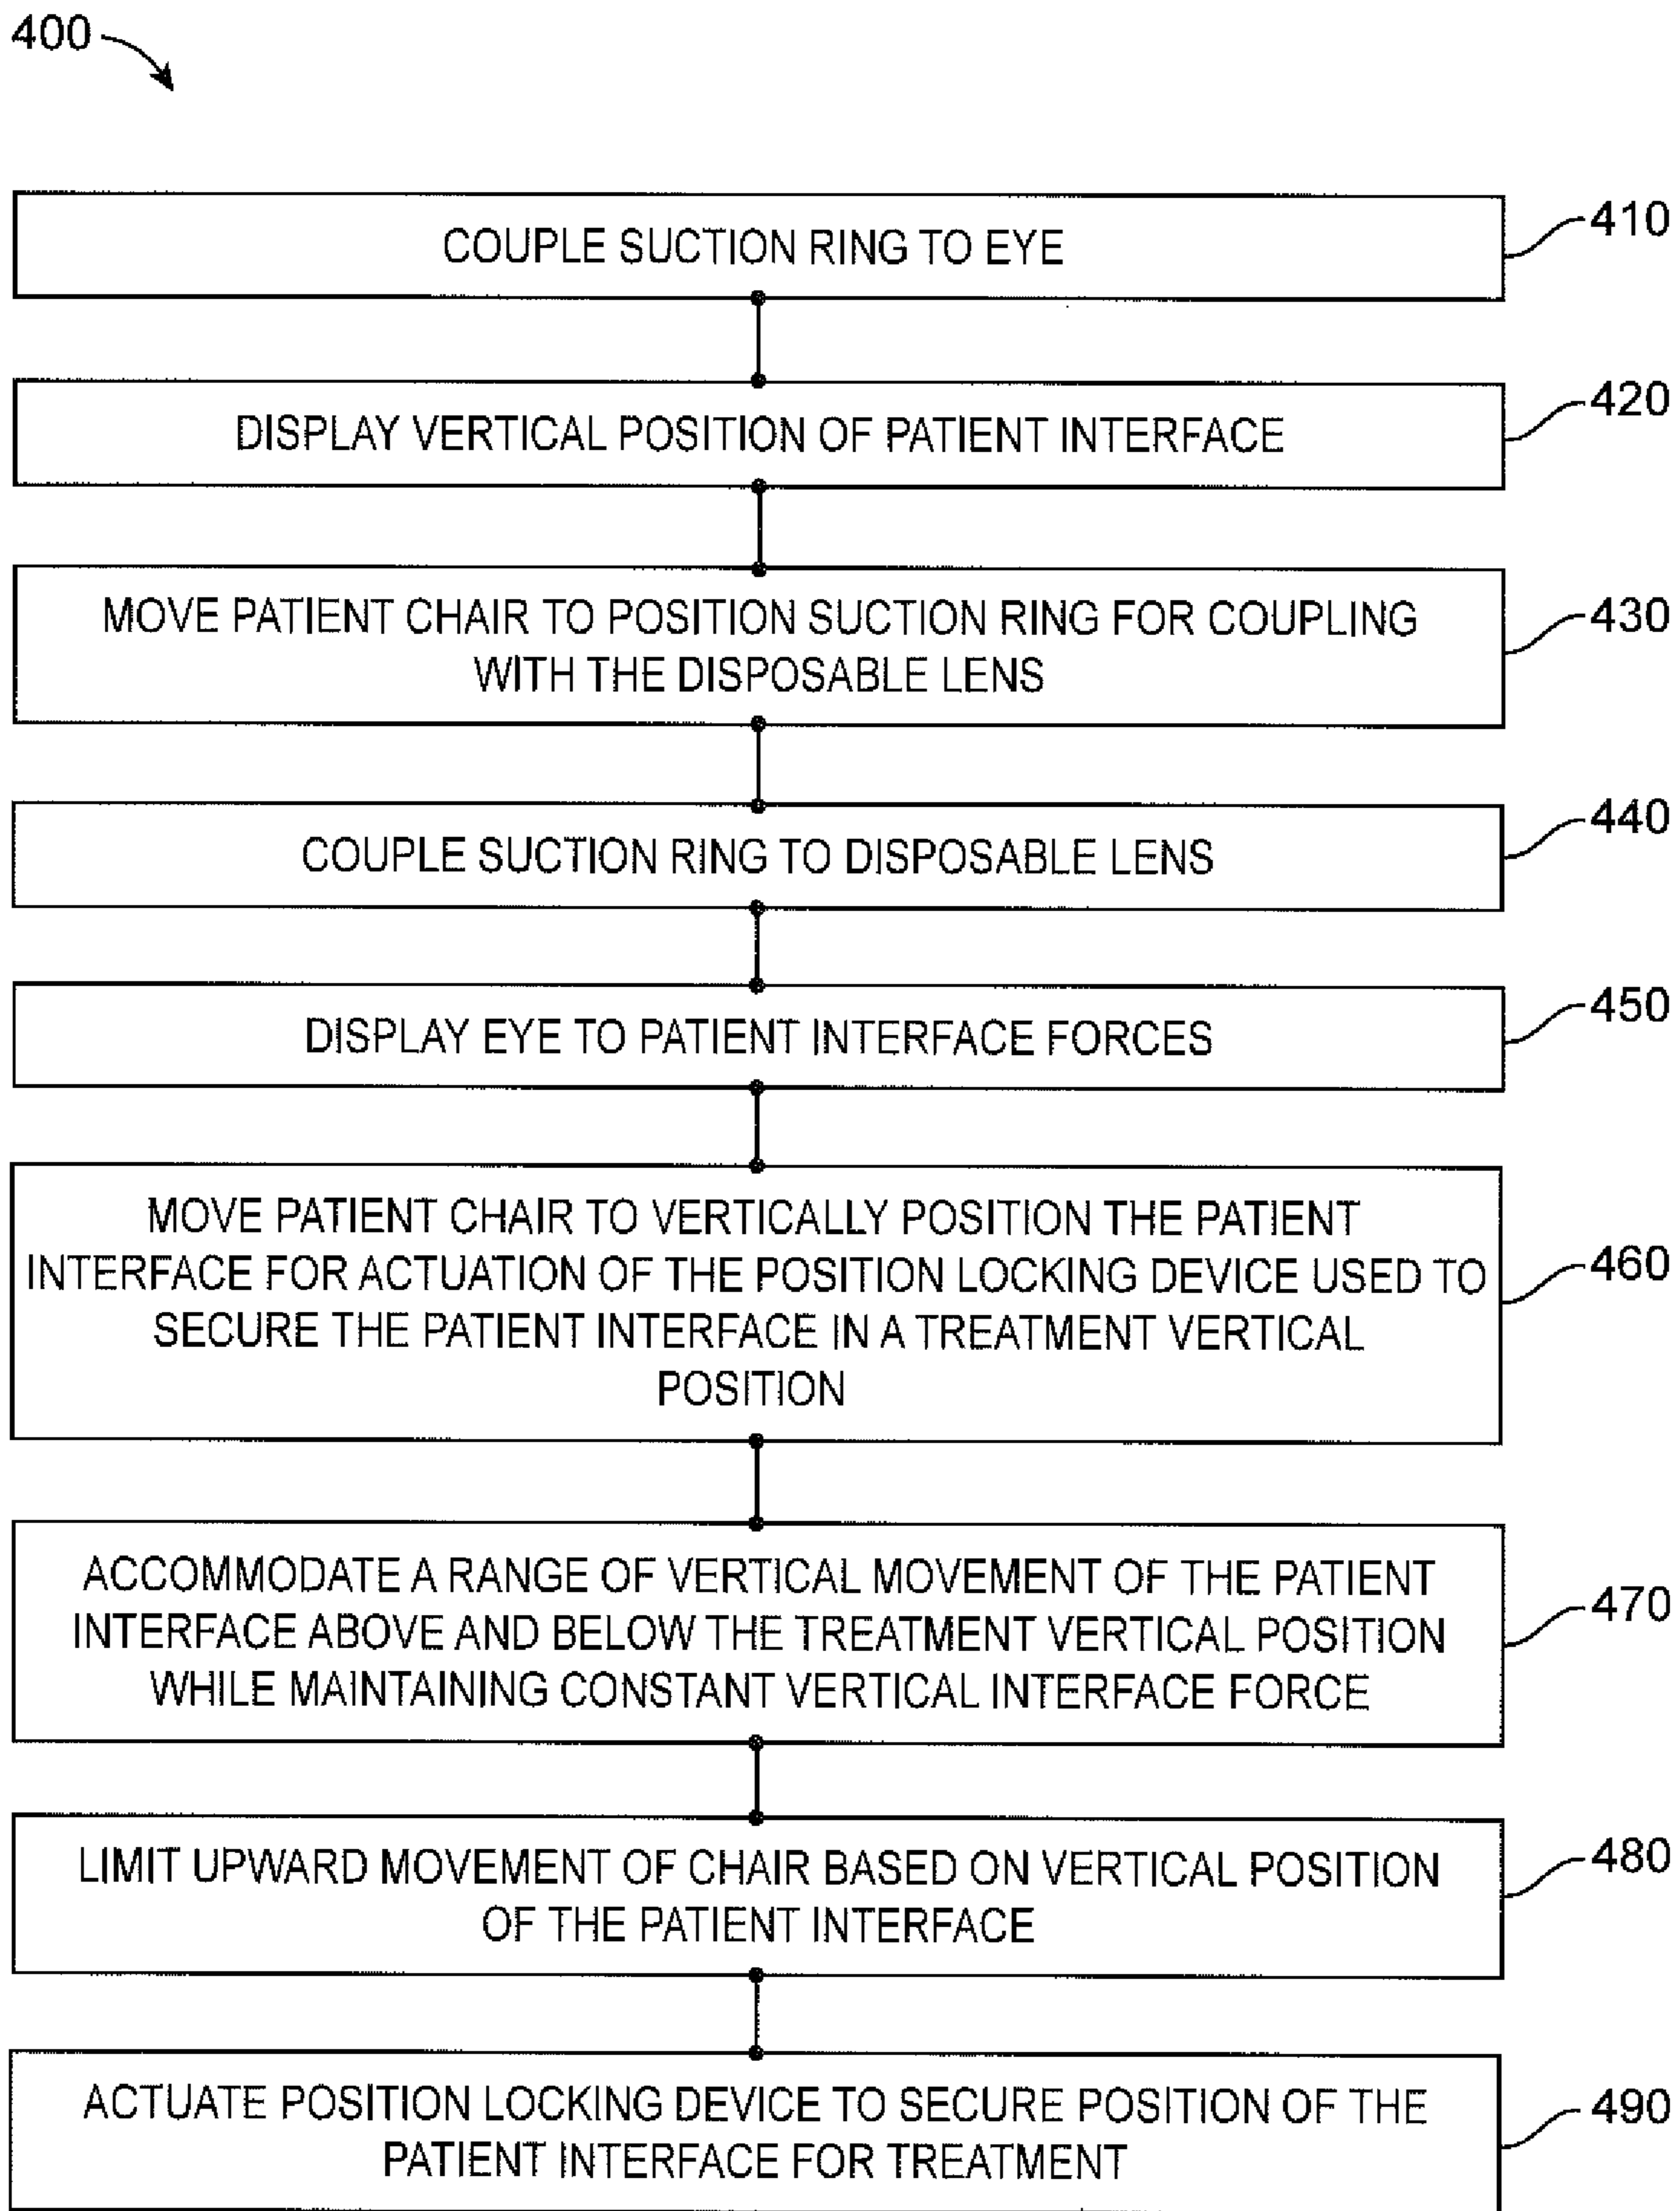 400
COUPLE SUCTION RING TO EYE
410
DISPLAY VERTICAL POSITION OF PATIENT INTERFACE
420
MOVE PATIENT CHAIR TO POSITION SUCTION RING FOR COUPLING
WITH THE DISPOSABLE LENS
430
COUPLE SUCTION RING TO DISPOSABLE LENS
440
DISPLAY EYE TO PATIENT INTERFACE FORCES
450
MOVE PATIENT CHAIR TO VERTICALLY POSITION THE PATIENT
INTERFACE FOR ACTUATION OF THE POSITION LOCKING DEVICE USED TO
SECURE THE PATIENT INTERFACE IN A TREATMENT VERTICAL
POSITION
460
ACCOMMODATE A RANGE OF VERTICAL MOVEMENT OF THE PATIENT
INTERFACE ABOVE AND BELOW THE TREATMENT VERTICAL POSITION
WHILE MAINTAINING CONSTANT VERTICAL INTERFACE FORCE
470
LIMIT UPWARD MOVEMENT OF CHAIR BASED ON VERTICAL POSITION
OF THE PATIENT INTERFACE
480
ACTUATE POSITION LOCKING DEVICE TO SECURE POSITION OF THE
PATIENT INTERFACE FOR TREATMENT
490